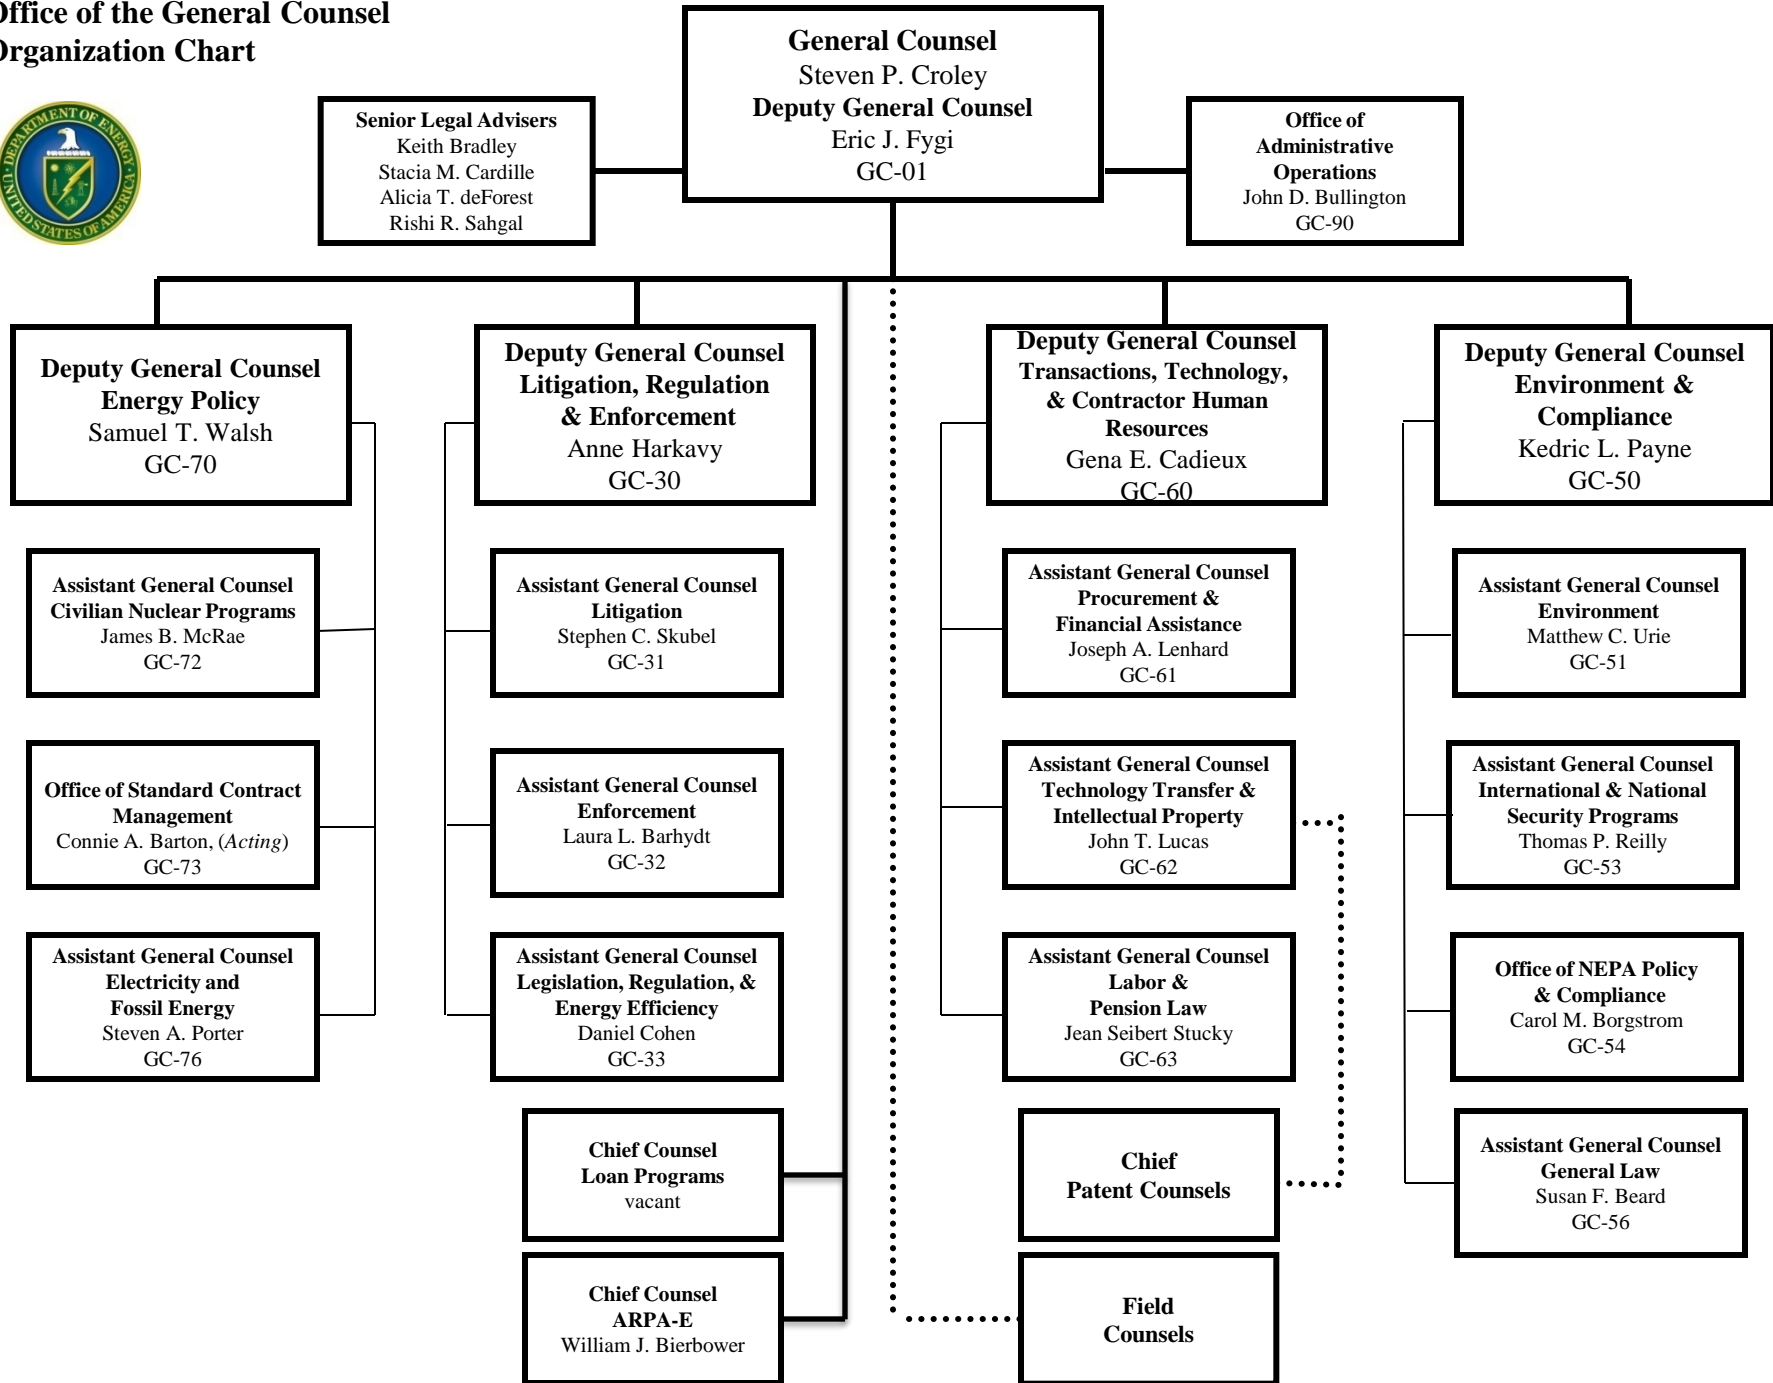 Office of the General Counsel
Organization Chart
General Counsel
Steven P. Croley
Deputy General Counsel
Eric J. Fygi
GC-01
Senior Legal Advisers
Keith Bradley
Stacia M. Cardille
Alicia T. deForest
Rishi R. Sahgal
Office of
Administrative
Operations
John D. Bullington
GC-90
DEPARTMENT OF ENERGY
UNITED STATES OF AMERICA
Deputy General Counsel
Energy Policy
Samuel T. Walsh
GC-70
Deputy General Counsel
Litigation, Regulation
& Enforcement
Anne Harkavy
GC-30
Deputy General Counsel
Transactions, Technology,
& Contractor Human
Resources
Gena E. Cadieux
GC-60
Deputy General Counsel
Environment &
Compliance
Kedric L. Payne
GC-50
Assistant General Counsel
Civilian Nuclear Programs
James B. McRae
GC-72
Assistant General Counsel
Litigation
Stephen C. Skubel
GC-31
Assistant General Counsel
Procurement &
Financial Assistance
Joseph A. Lenhard
GC-61
Assistant General Counsel
Environment
Matthew C. Urie
GC-51
Office of Standard Contract
Management
Connie A. Barton, (Acting)
GC-73
Assistant General Counsel
Enforcement
Laura L. Barhydt
GC-32
Assistant General Counsel
Technology Transfer &
Intellectual Property
John T. Lucas
GC-62
Assistant General Counsel
International & National
Security Programs
Thomas P. Reilly
GC-53
Assistant General Counsel
Electricity and
Fossil Energy
Steven A. Porter
GC-76
Assistant General Counsel
Legislation, Regulation, &
Energy Efficiency
Daniel Cohen
GC-33
Assistant General Counsel
Labor &
Pension Law
Jean Seibert Stucky
GC-63
Office of NEPA Policy
& Compliance
Carol M. Borgstrom
GC-54
Chief Counsel
Loan Programs
vacant
Chief
Patent Counsels
Assistant General Counsel
General Law
Susan F. Beard
GC-56
Chief Counsel
ARPA-E
William J. Bierbower
Field
Counsels